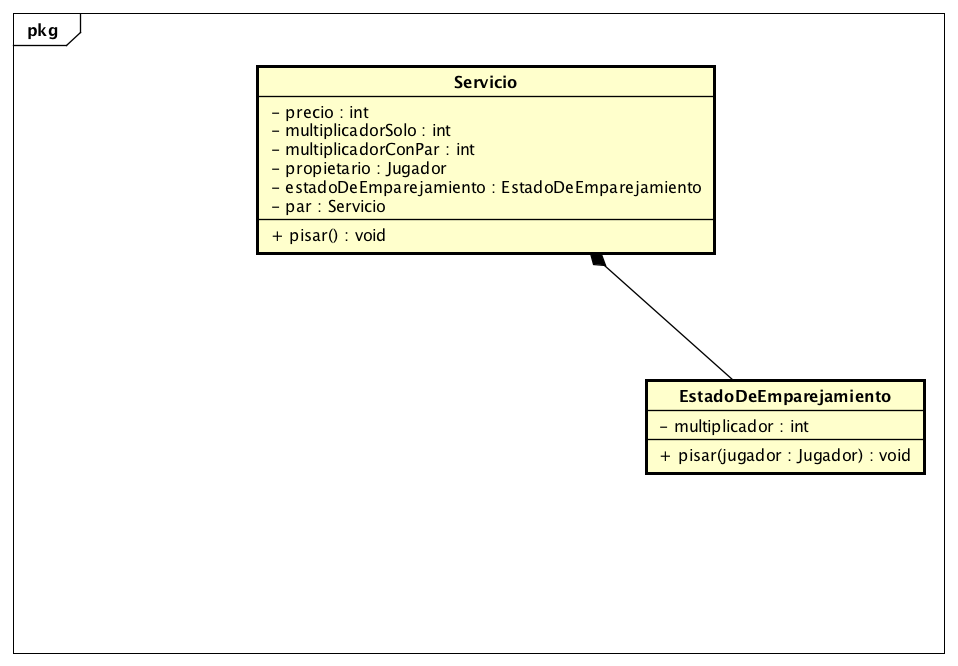 pkg
Servicio
- precio : int
- multiplicadorSolo : int
- multiplicadorConPar : int
- propietario : Jugador
- estadoDeEmparejamiento : EstadoDeEmparejamiento
- par : Servicio
+ pisar() : void
EstadoDeEmparejamiento
- multiplicador : int
+ pisar(jugador : Jugador) : void